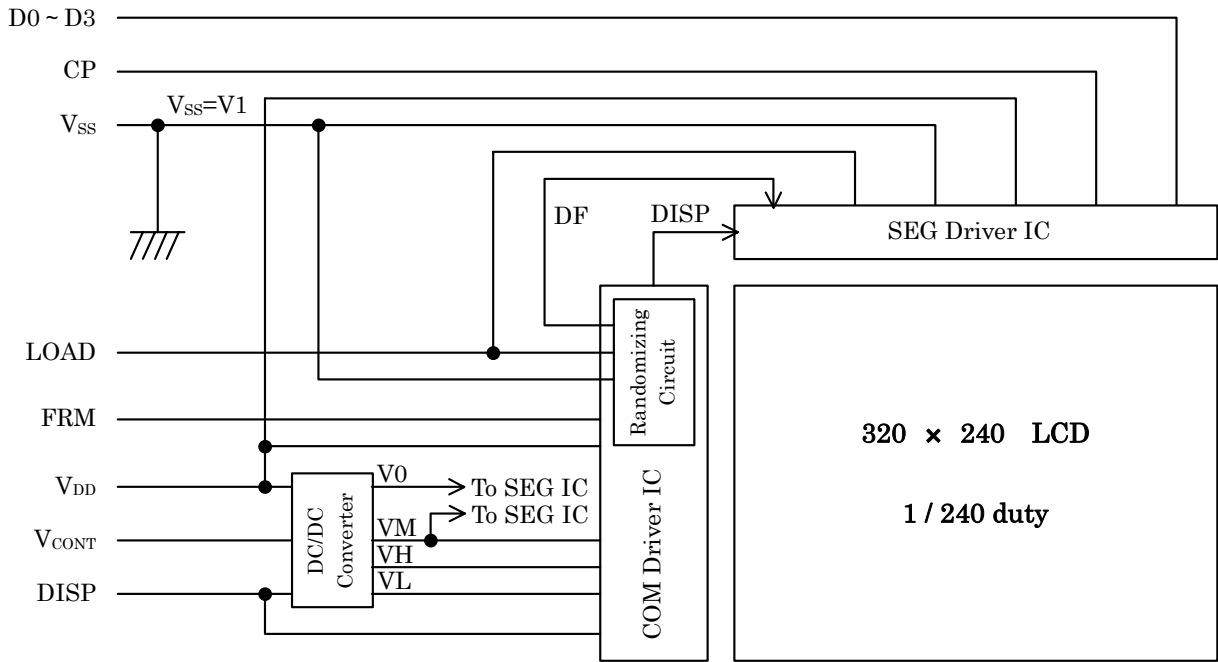 D0 ~ D3
CP
VSS=V1
VSS
DF
DISP
SEG Driver IC
LOAD
Randomizing
Circuit
FRM
320 × 240 LCD
VDD
V0
To SEG IC
To SEG IC
1 / 240 duty
VCONT
DC/DC
Converter
VM
VH
VL
DISP
COM Driver IC